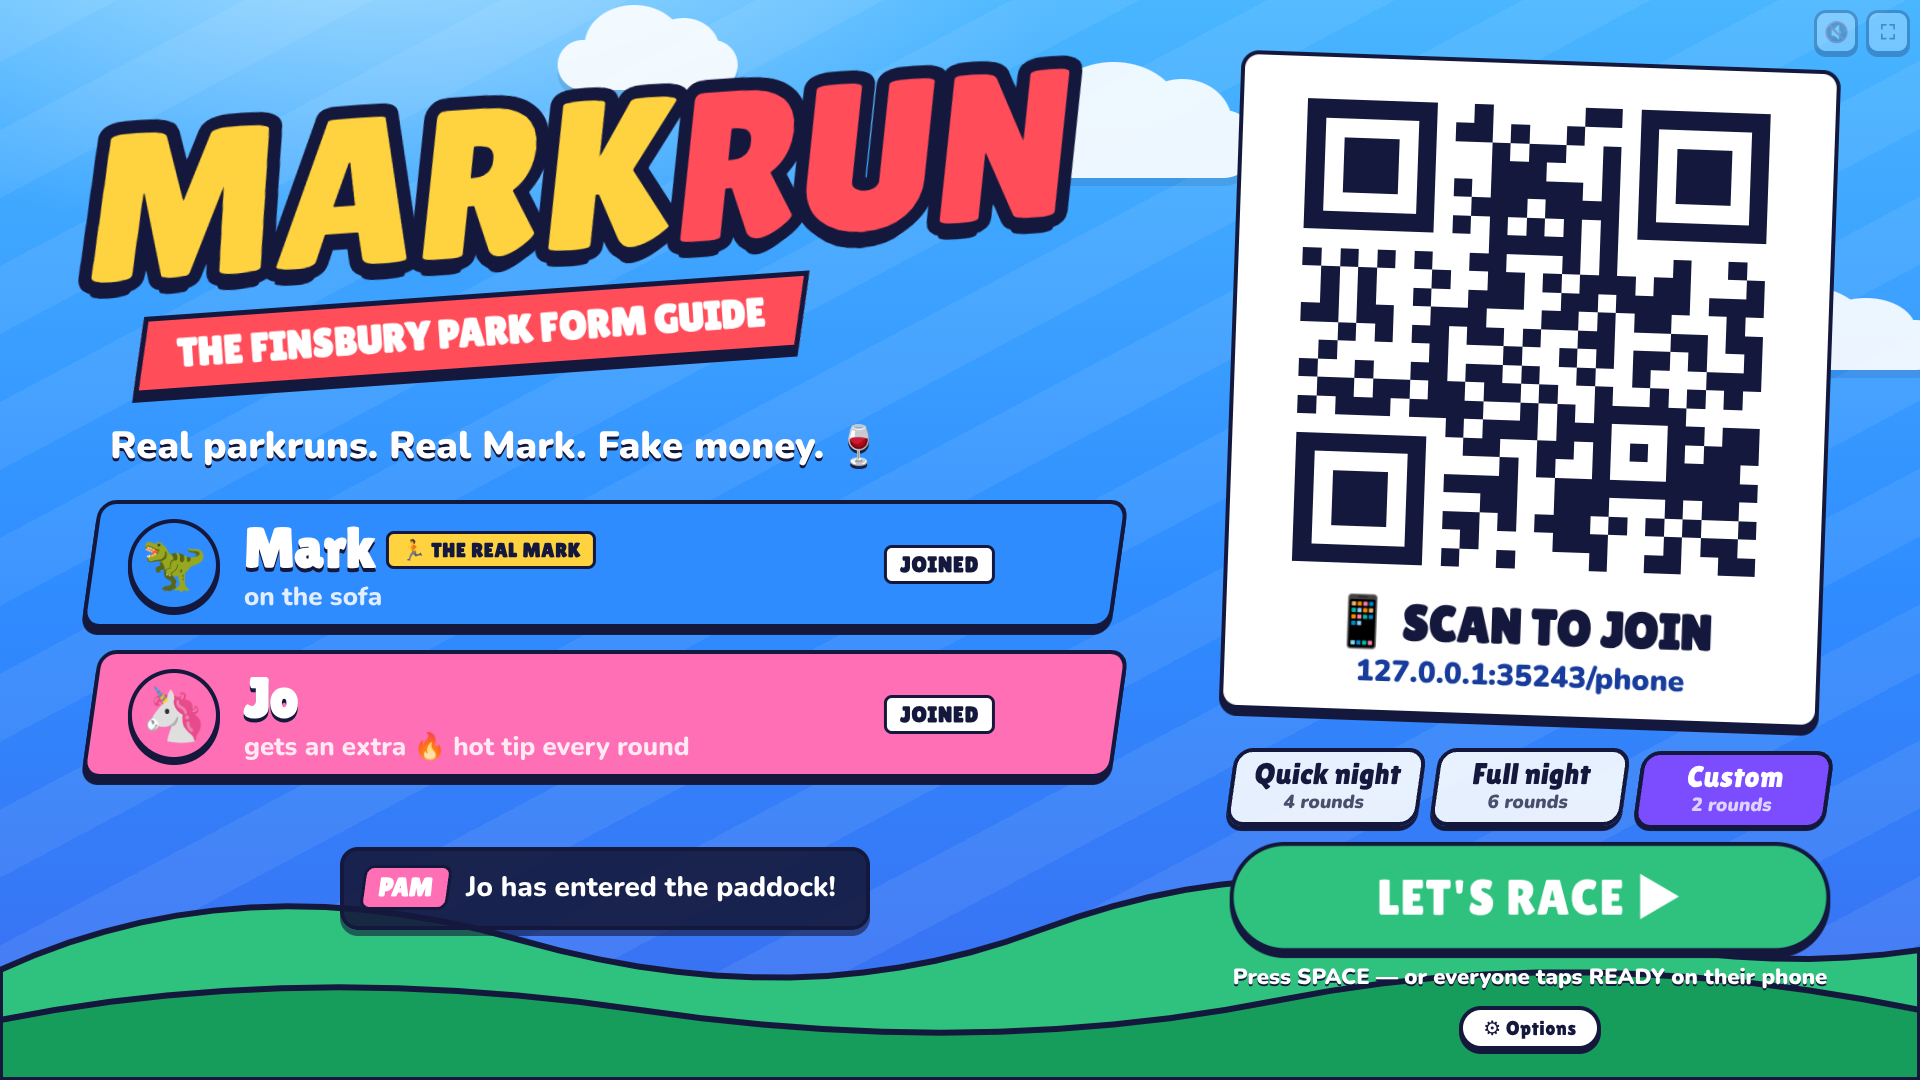 MARKRUN
THE FINSBURY PARK FORM GUIDE
Real parkruns. Real Mark. Fake money.
Mark
THE REAL MARK
on the sofa
JOINED
Jo
gets an extra 🔥 hot tip every round
JOINED
PAM Jo has entered the paddock!
SCAN TO JOIN
127.0.0.1:35243/phone
Quick night
4 rounds
Full night
6 rounds
Custom
2 rounds
LET'S RACE ▶
Press SPACE — or everyone taps READY on their phone
⚙ Options